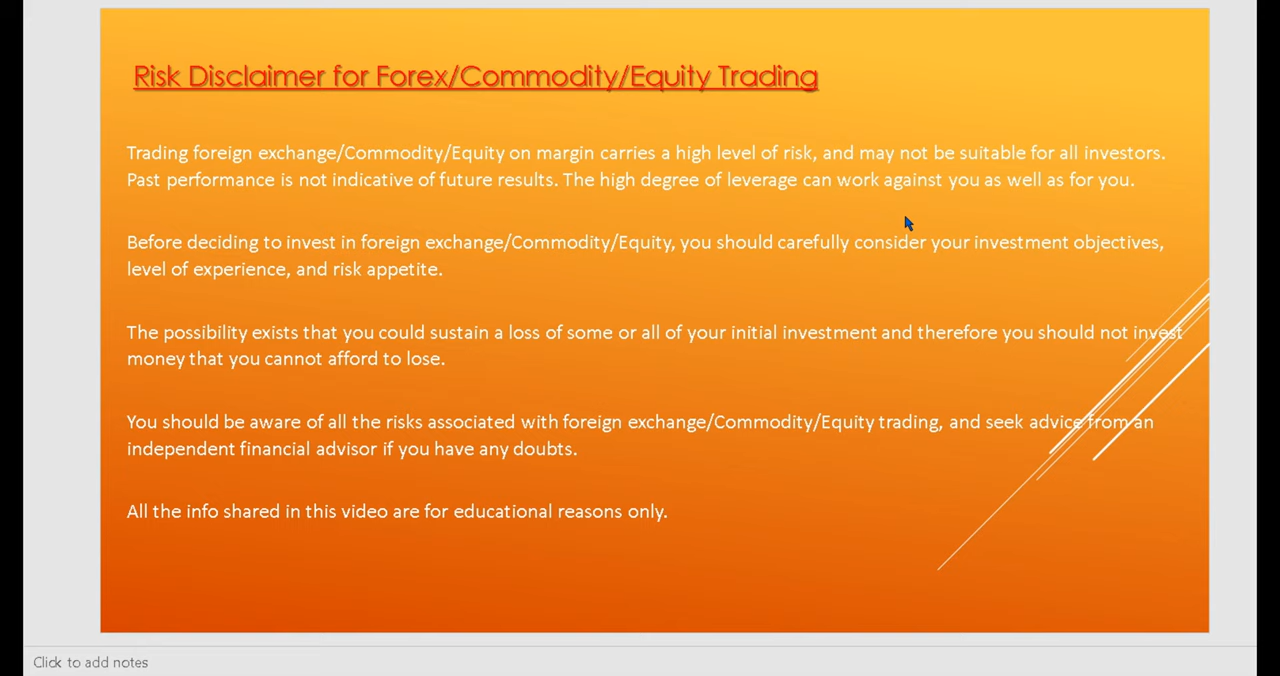 Risk Disclaimer for Forex/Commodity/Equity Trading
Trading foreign exchange/Commodity/Equity on margin carries a high level of risk, and may not be suitable for all investors.
Past performance is not indicative of future results. The high degree of leverage can work against you as well as for you.
Before deciding to invest in foreign exchange/Commodity/Equity, you should carefully consider your investment objectives,
level of experience, and risk appetite.
The possibility exists that you could sustain a loss of some or all of your initial investment and therefore you should not invest
money that you cannot afford to lose.
You should be aware of all the risks associated with foreign exchange/Commodity/Equity trading, and seek advice from an
independent financial advisor if you have any doubts.
All the info shared in this video are for educational reasons only.
Click to add notes